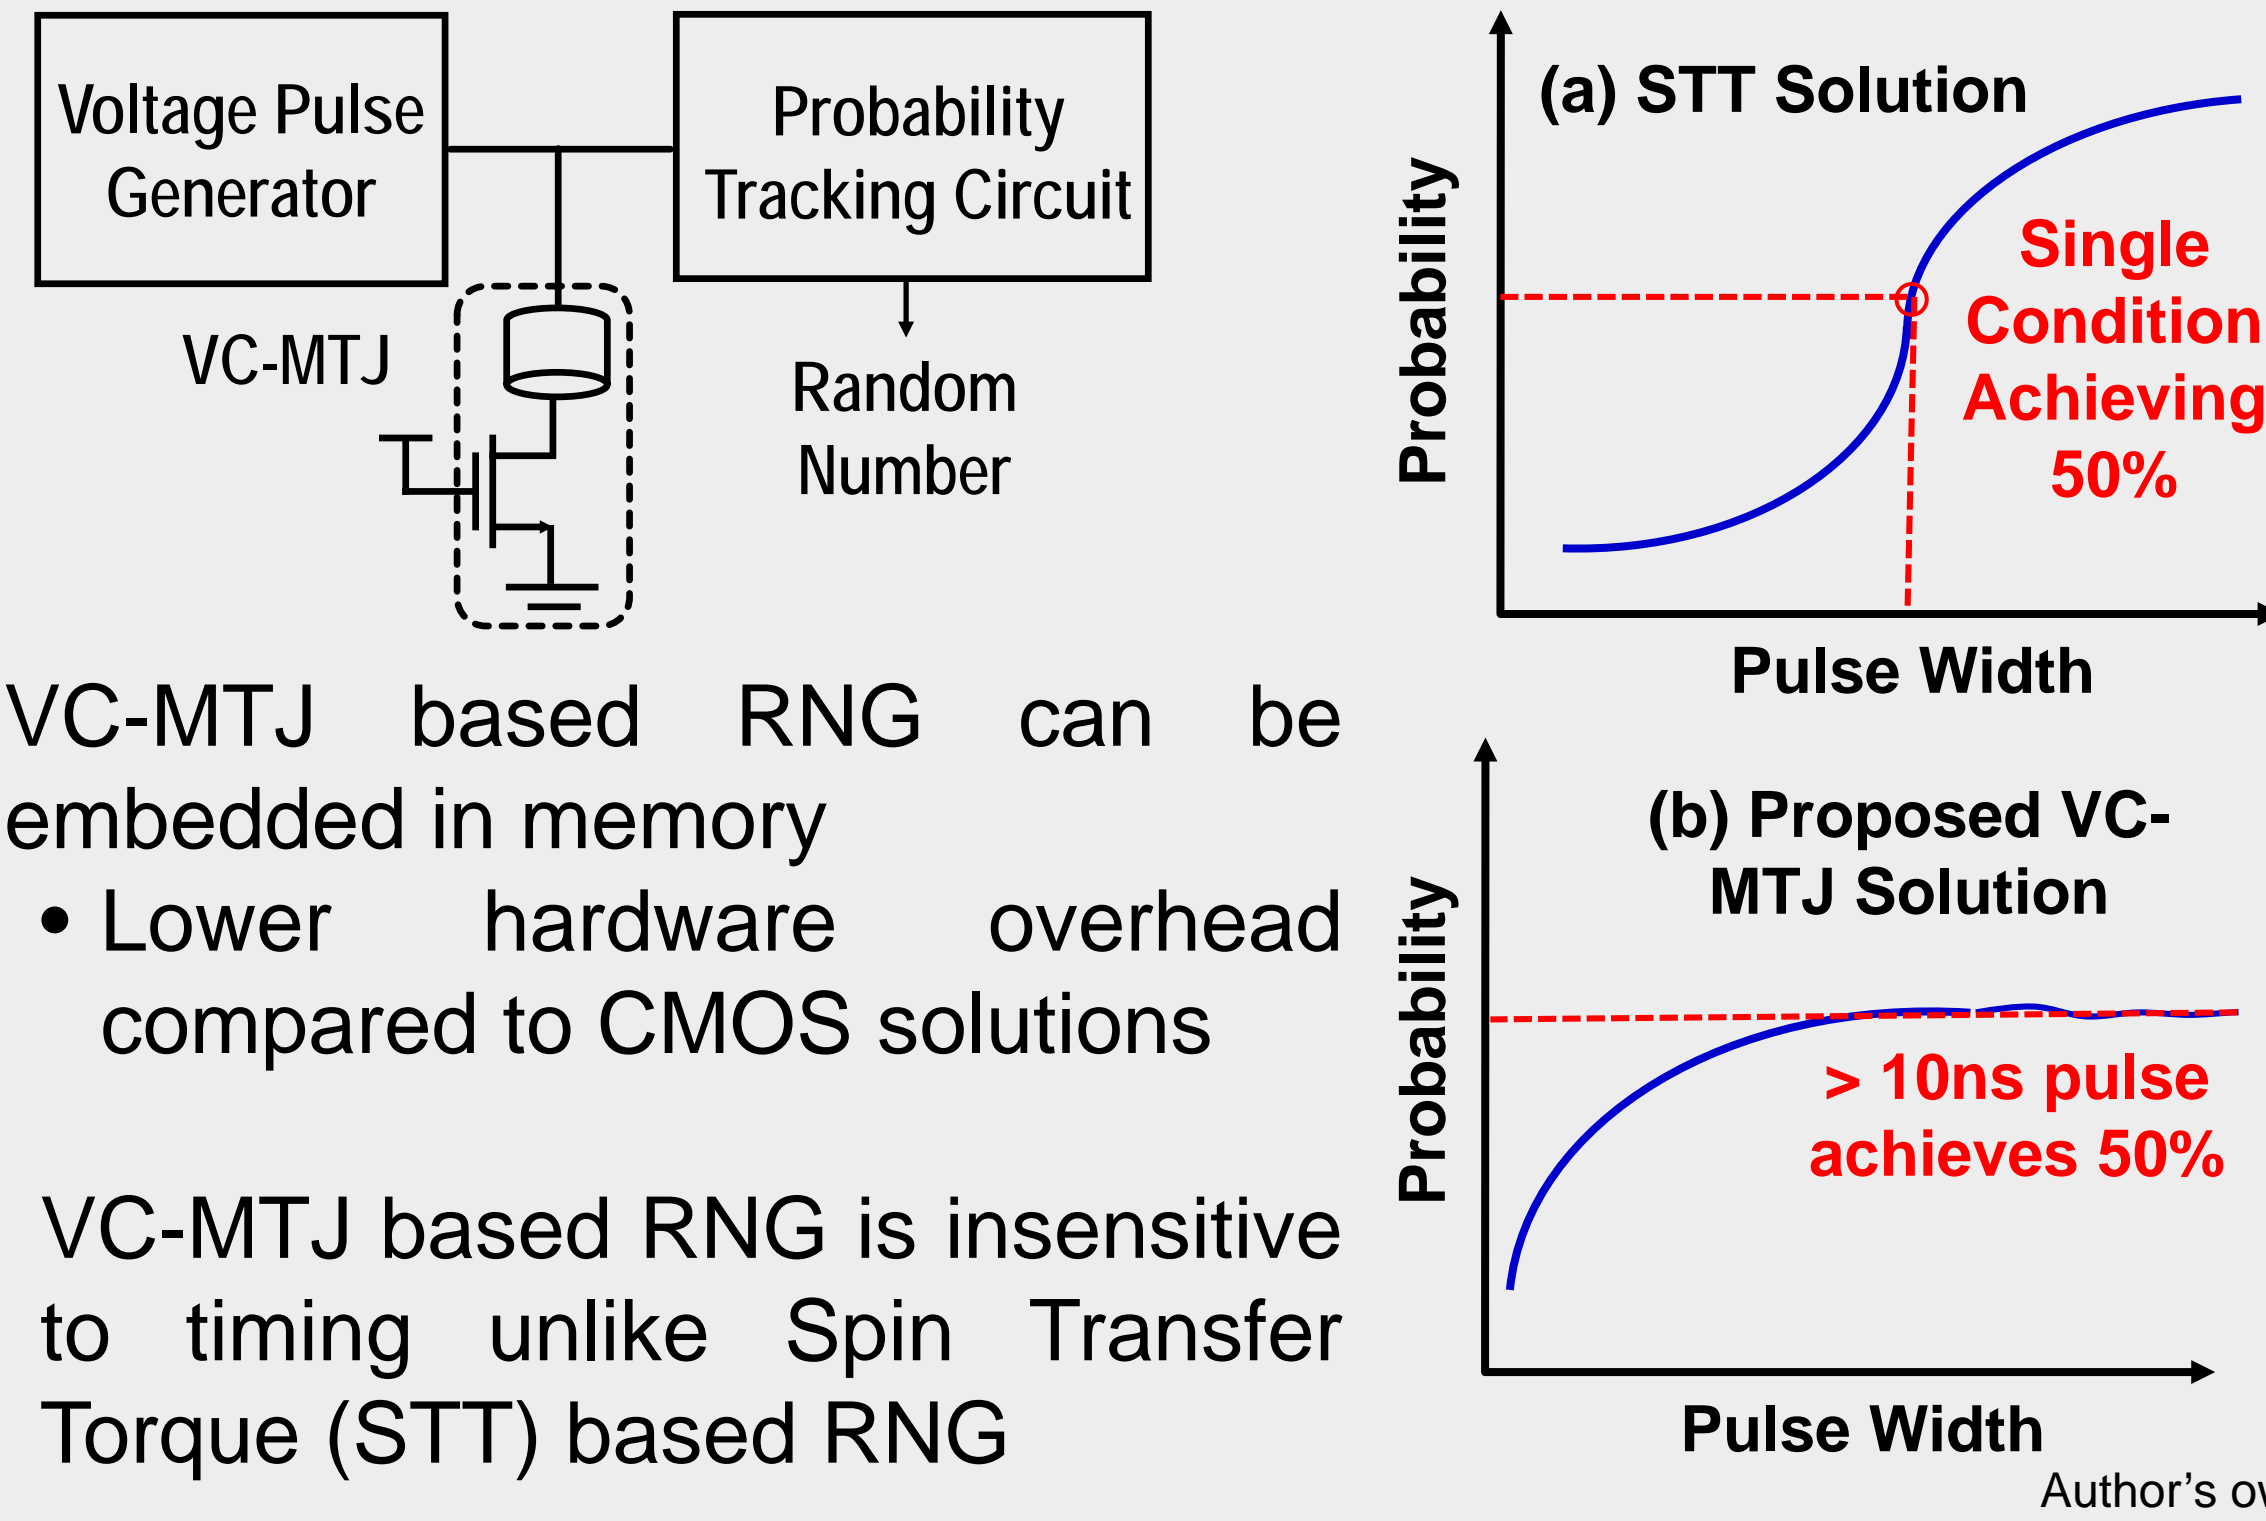 Voltage Pulse
Generator
Probability
Tracking Circuit
VC-MTJ
Random
Number
VC-MTJ based RNG can be
embedded in memory
• Lower hardware overhead
compared to CMOS solutions
VC-MTJ based RNG is insensitive
to timing unlike Spin Transfer
Torque (STT) based RNG
(a) STT Solution
Probability
Single
Condition
Achieving
50%
Pulse Width
(b) Proposed VC-
MTJ Solution
Probability
> 10ns pulse
achieves 50%
Pulse Width
Author's